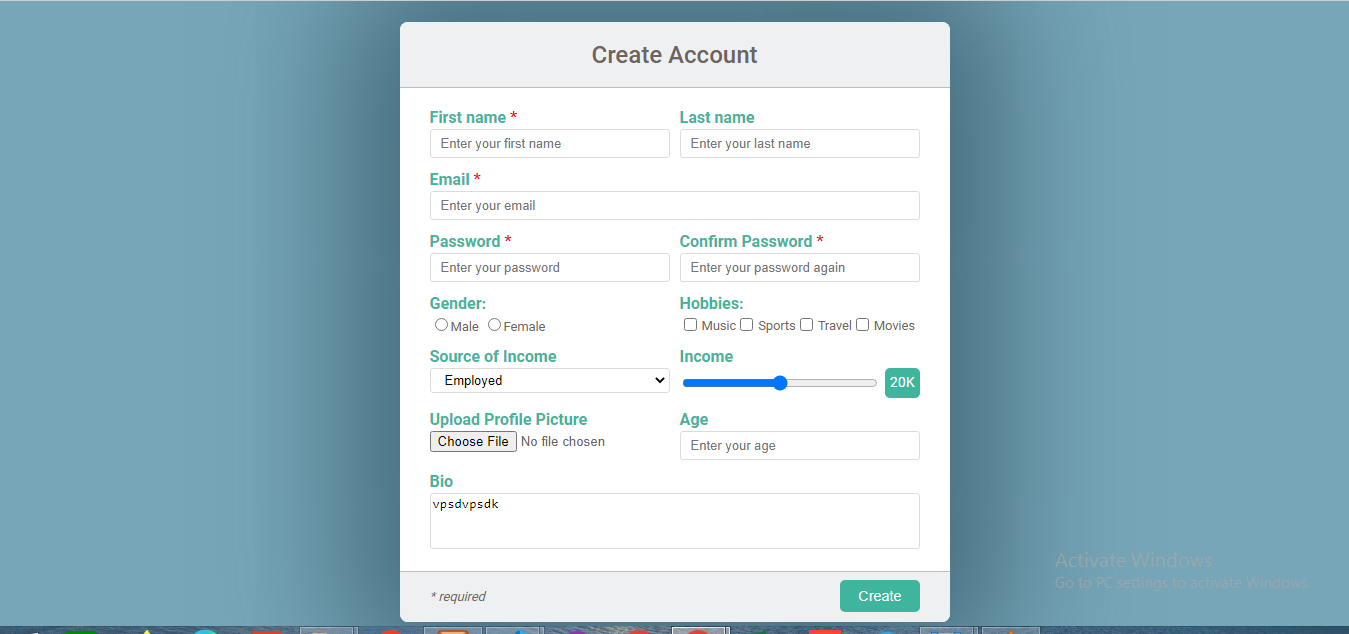 Create Account
First name * Last name
Enter your first name Enter your last name
Email *
Enter your email
Password * Confirm Password *
Enter your password Enter your password again
Gender: Hobbies:
Male Female Music Sports Travel Movies
Source of Income Income
Employed 20K
Upload Profile Picture Age
Choose File No file chosen Enter your age
Bio
vpsdvpsdk
Activate Windows
Go to PC settings to activate Windows.
* required Create